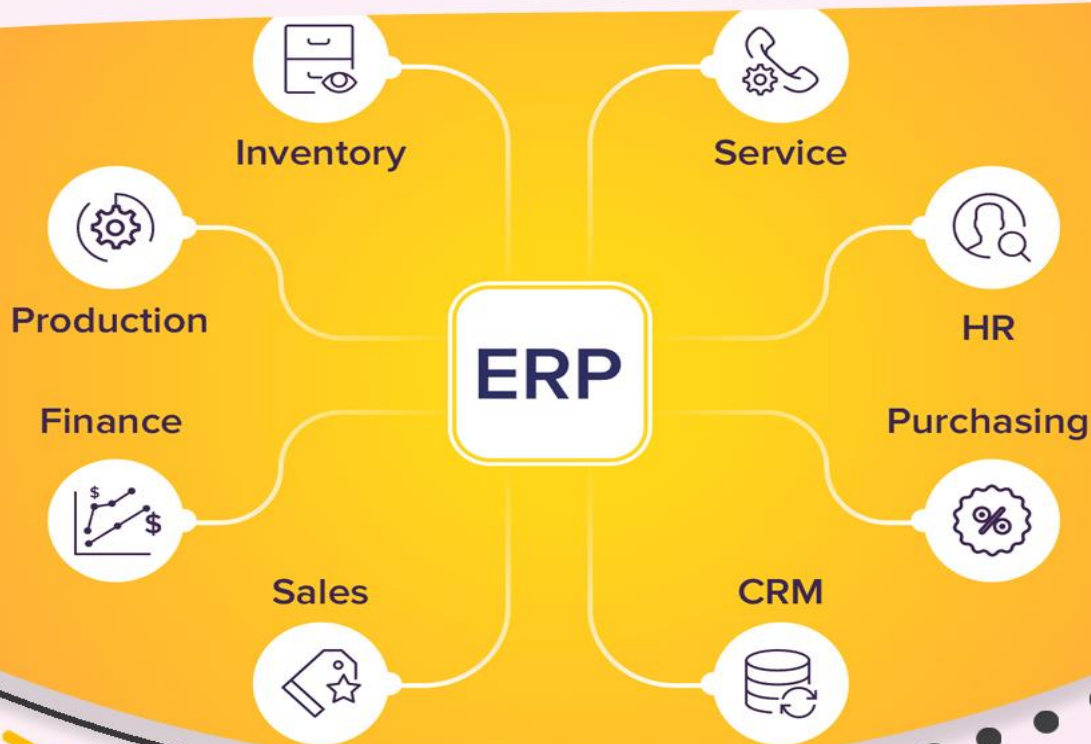 Inventory
Service
Production
HR
ERP
Finance
$
$
Purchasing
%
Sales
CRM